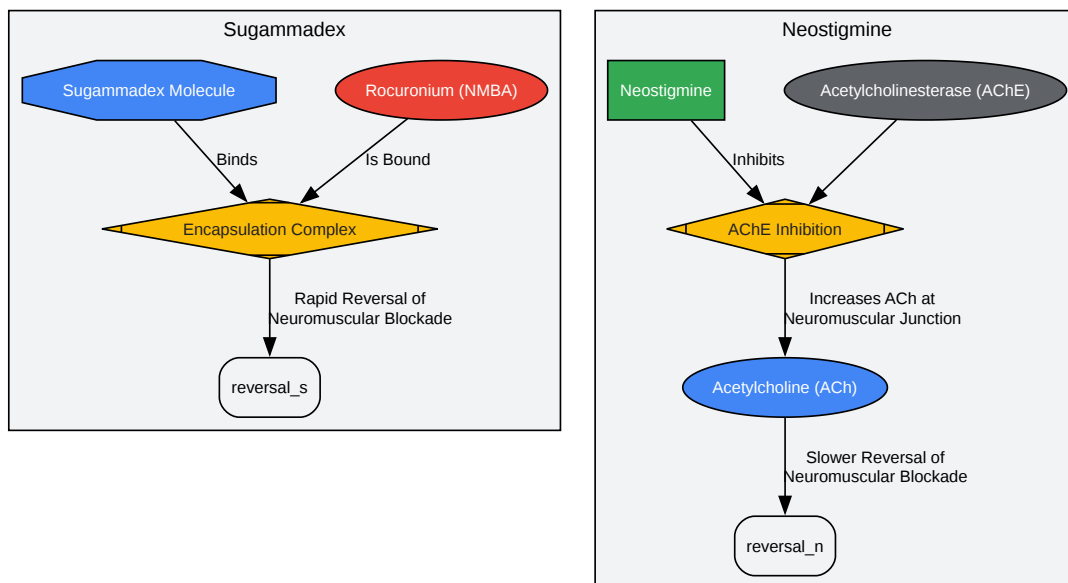 Sugammadex
Sugammadex Molecule
Rocuronium (NMBA)
Binds
Is Bound
Encapsulation Complex
Rapid Reversal of
Neuromuscular Blockade
reversal_s
Neostigmine
Neostigmine
Acetylcholinesterase (AChE)
Inhibits
AChE Inhibition
Increases ACh at
Neuromuscular Junction
Acetylcholine (ACh)
Slower Reversal of
Neuromuscular Blockade
reversal_n